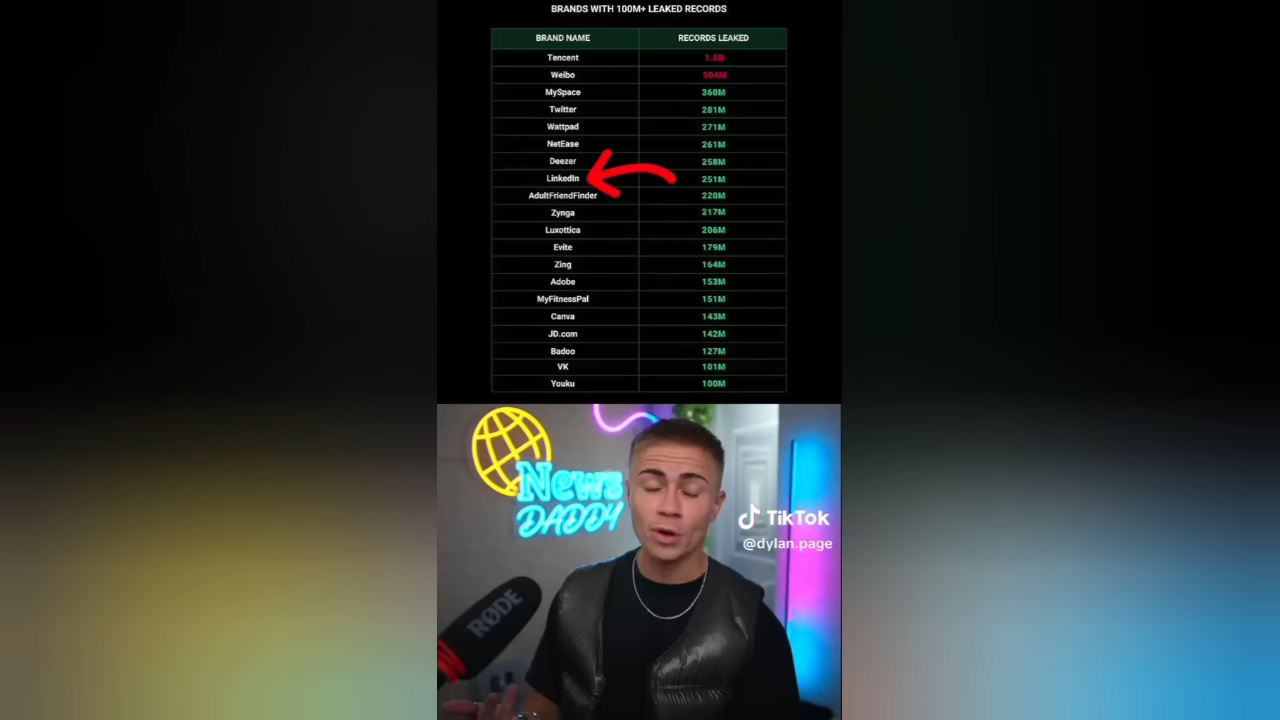 BRANDS WITH 100M+ LEAKED RECORDS
BRAND NAME RECORDS LEAKED
Tencent
Weibo 504M
MySpace 360M
Twitter 281M
Wattpad 271M
NetEase 261M
Deezer 258M
LinkedIn 251M
AdultFriendFinder 220M
Zynga 217M
Luxottica 206M
Evite 179M
Zing 164M
Adobe 153M
MyFitnessPal 151M
Canva 143M
JD.com 142M
Badoo 127M
VK 101M
Youku 100M
News
DADDY
TikTok
@dylan.page
RØDE